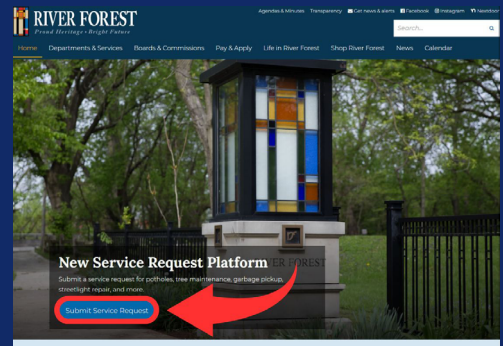 Agendas & Minutes Transparency Get news & alerts Facebook Instagram Nextdoor
RIVER FOREST
Proud Heritage • Bright Future
Search...
Home Departments & Services Boards & Commissions Pay & Apply Life in River Forest Shop River Forest News Calendar
New Service Request Platform
RIVER FOREST
Submit a service request for potholes, tree maintenance, garbage pickup,
streetlight repair, and more.
Submit Service Request